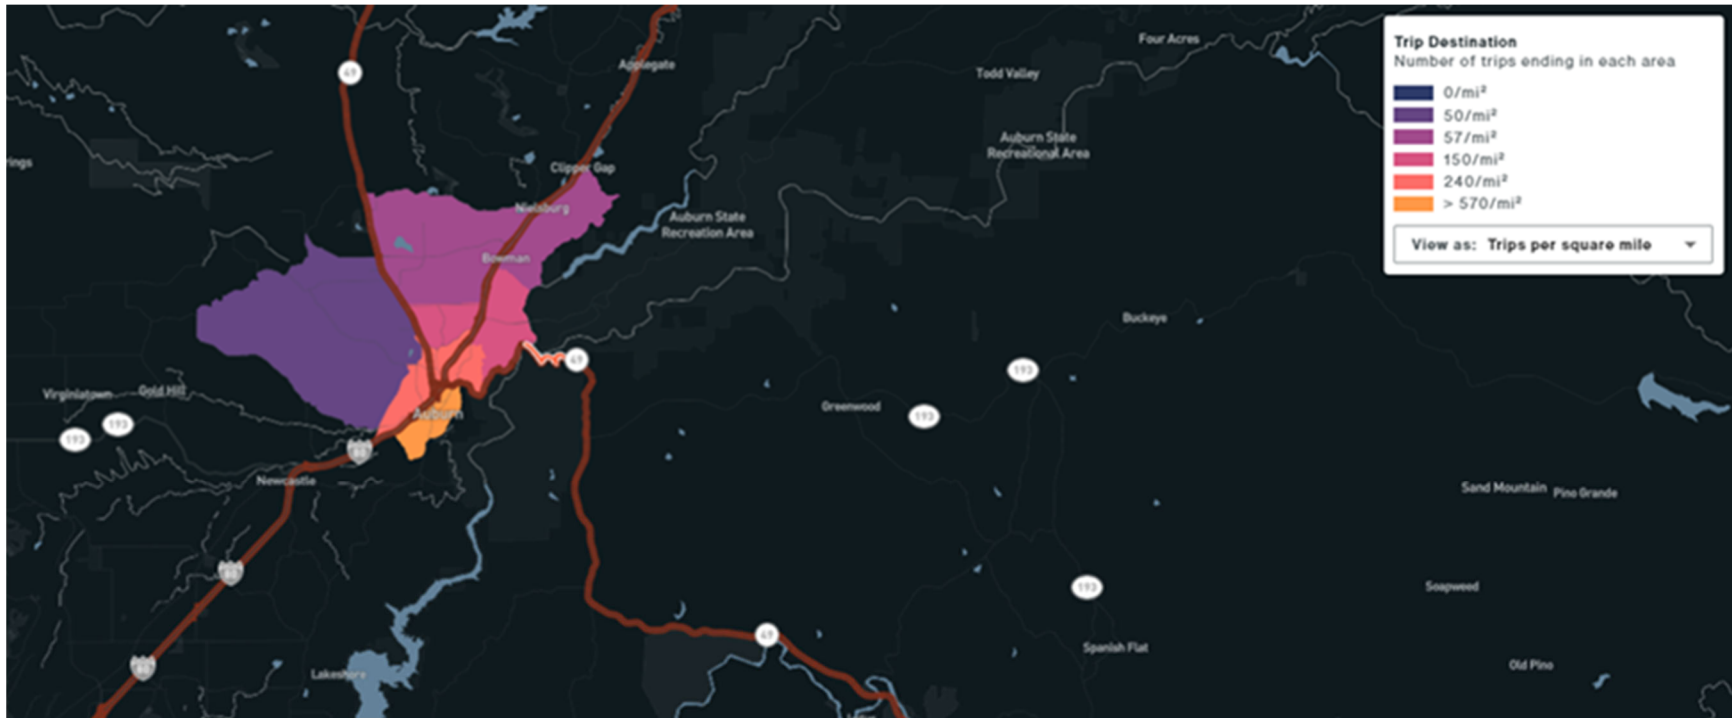 Trip Destination
Number of trips ending in each area
0/mi²
50/mi²
57/mi²
150/mi²
240/mi²
> 570/mi²
View as: Trips per square mile
Four Acres
49
Applegate
Todd Valley
Auburn State
Recreational Area
rings
Clipper Gap
Nielsburg
Auburn State
Recreation Area
Bowman
Buckeye
49
193
Virginiatown
Gold Hill
Greenwood
193
Auburn
193
193
80
Newcastle
Sand Mountain
Pino Grande
80
193
Soapweed
49
Spanish Flat
80
Old Pino
Lakeshore